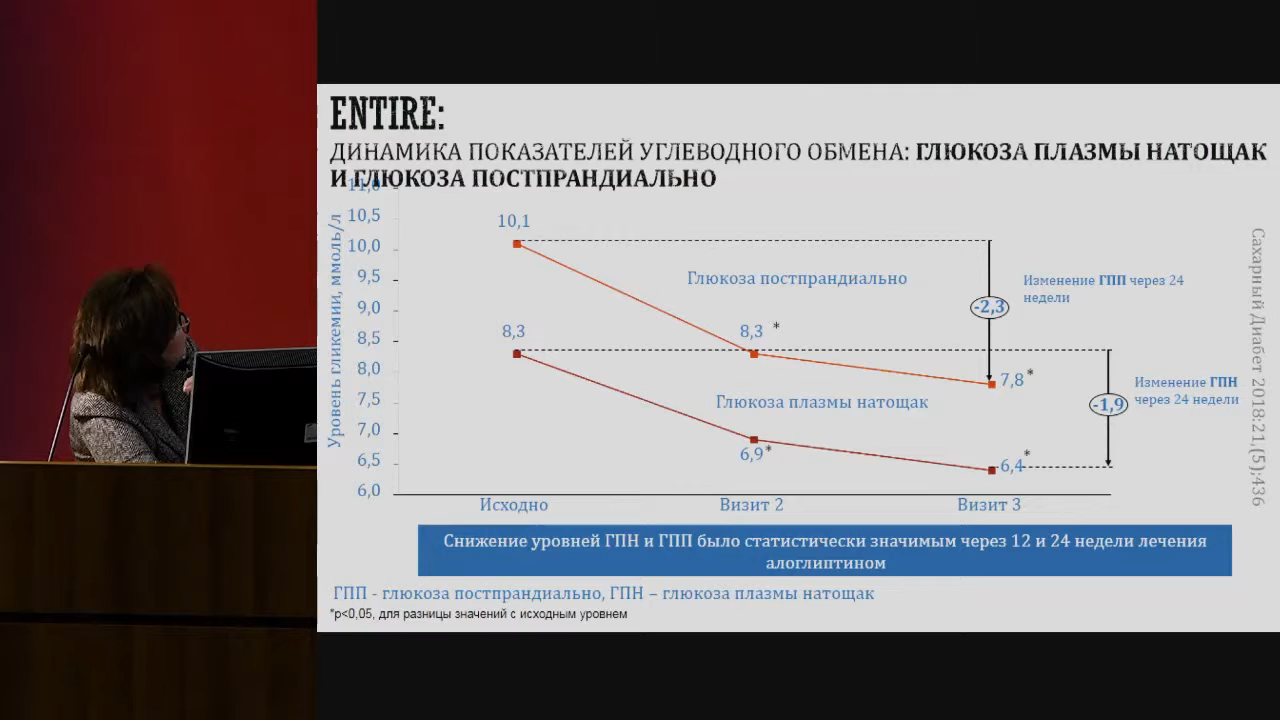 ENTIRE:
ДИНАМИКА ПОКАЗАТЕЛЕЙ УГЛЕВОДНОГО ОБМЕНА: ГЛЮКОЗА ПЛАЗМЫ НАТОЩАК
И ГЛЮКОЗА ПОСТПРАНДИАЛЬНО
Уровень гликемии, ммоль/л
11,0
10,5
10,0
9,5
9,0
8,5
8,0
7,5
7,0
6,5
6,0
10,1
Глюкоза постпрандиально
8,3
8,3 *
7,8 *
Глюкоза плазмы натощак
6,9 *
6,4 *
-2,3
Изменение ГПП через 24
недели
-1,9
Изменение ГПН
через 24 недели
Исходно
Визит 2
Визит 3
Сахарный Диабет 2018:21,(5);436
Снижение уровней ГПН и ГПП было статистически значимым через 12 и 24 недели лечения
алоглиптином
ГПП - глюкоза постпрандиально, ГПН – глюкоза плазмы натощак
*p<0,05, для разницы значений с исходным уровнем